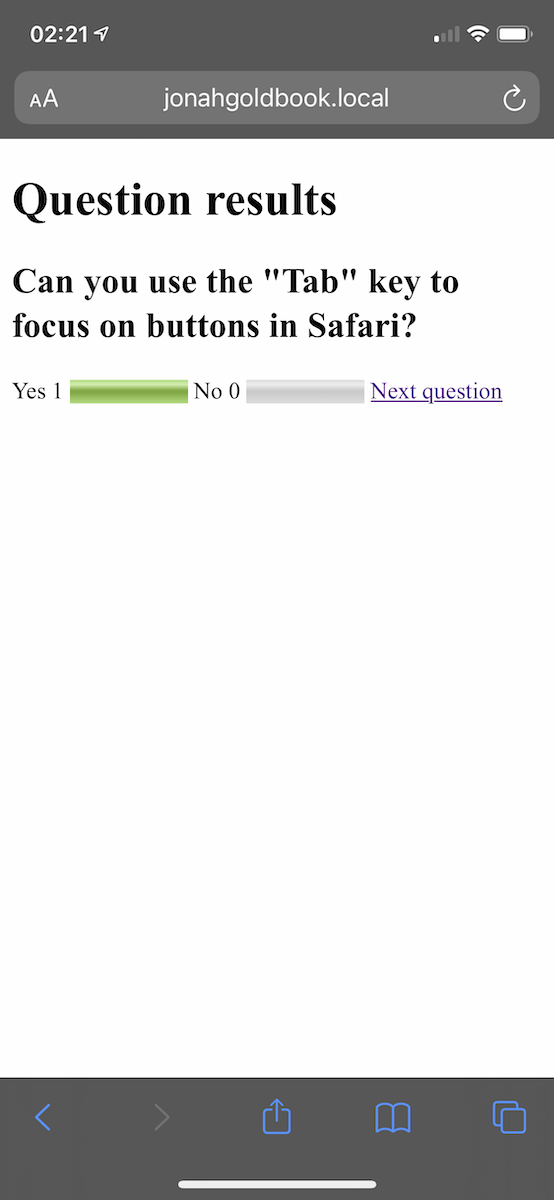 02:21
AA jonahgoldbook.local
Question results
Can you use the "Tab" key to
focus on buttons in Safari?
Yes 1 No 0 Next question